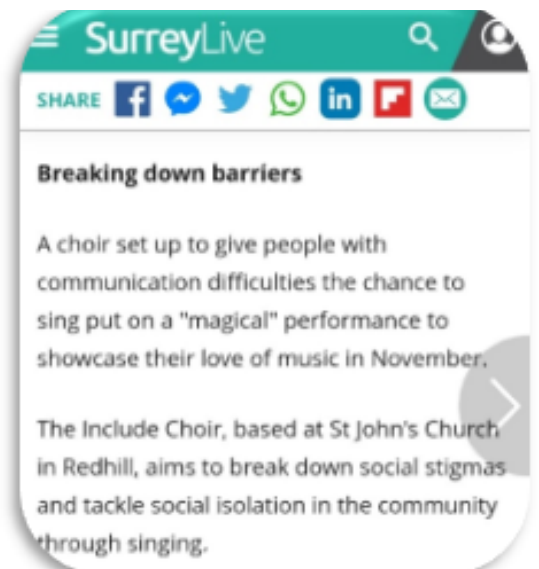 SurreyLive
SHARE
Breaking down barriers
A choir set up to give people with
communication difficulties the chance to
sing put on a "magical" performance to
showcase their love of music in November.
The Include Choir, based at St John's Church
in Redhill, aims to break down social stigmas
and tackle social isolation in the community
through singing.